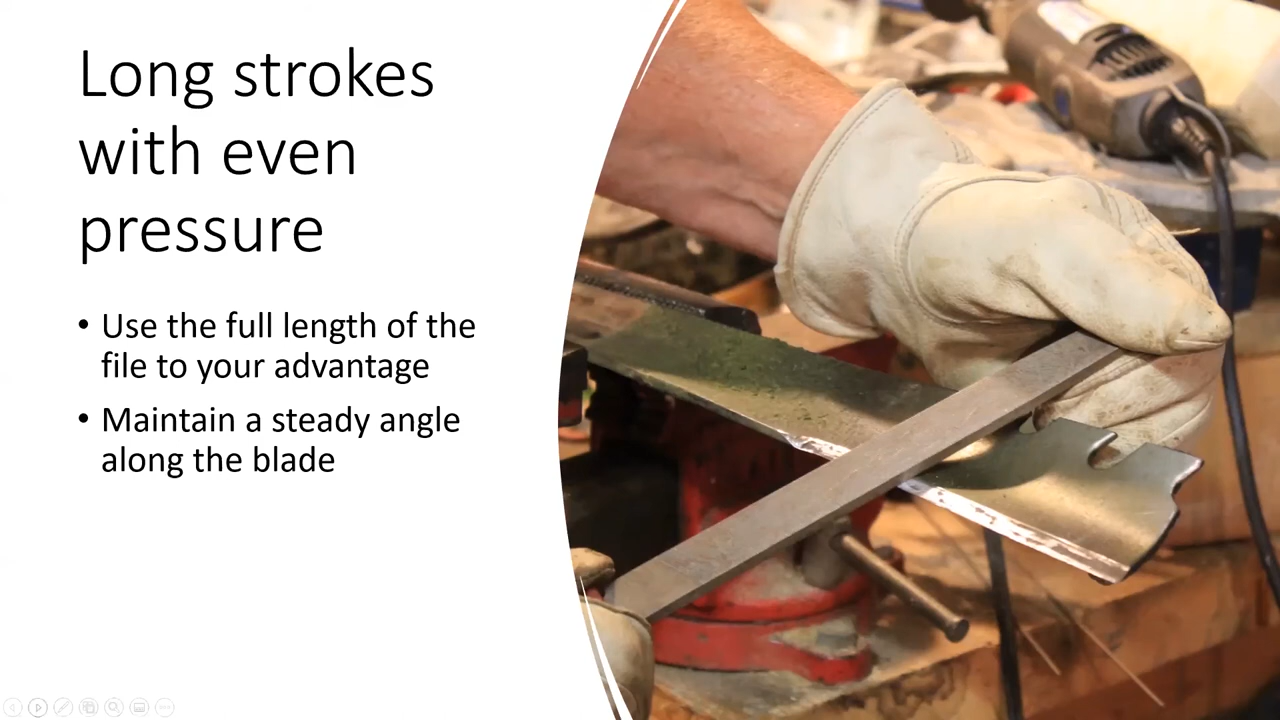 Long strokes
with even
pressure
• Use the full length of the
file to your advantage
• Maintain a steady angle
along the blade